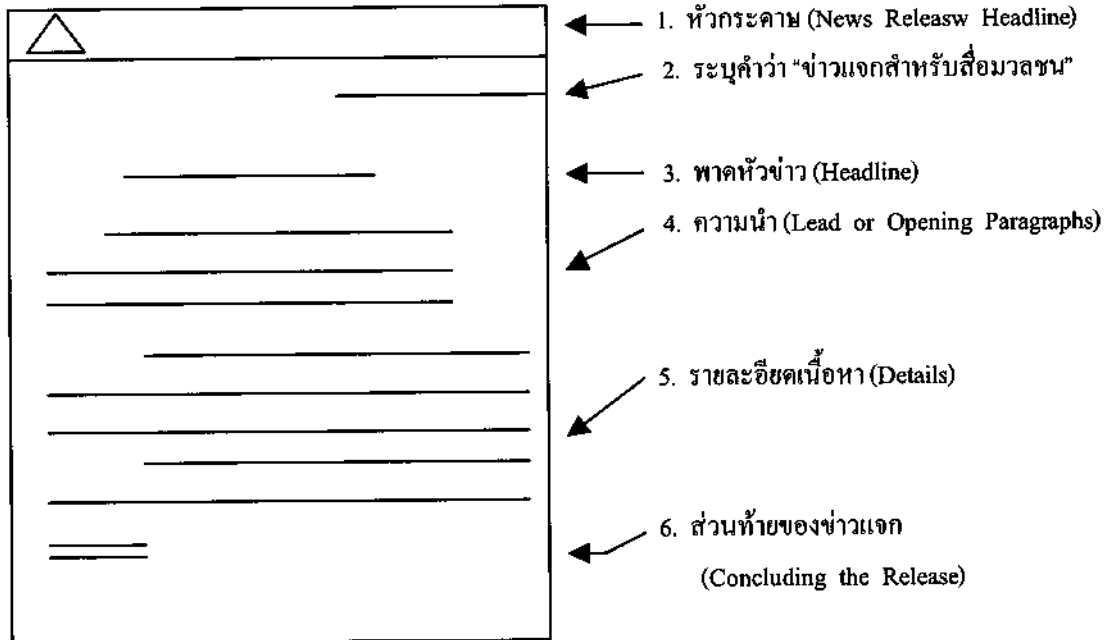 1. หัวกระดาษ (News Releasw Headline)
2. ระบุคำว่า “ข่าวแจกสำหรับสื่อมวลชน”
3. พาดหัวข่าว (Headline)
4. ความนำ (Lead or Opening Paragraphs)
5. รายละอียดเนื้อหา (Details)
6. ส่วนท้ายของข่าวแจก
(Concluding the Release)